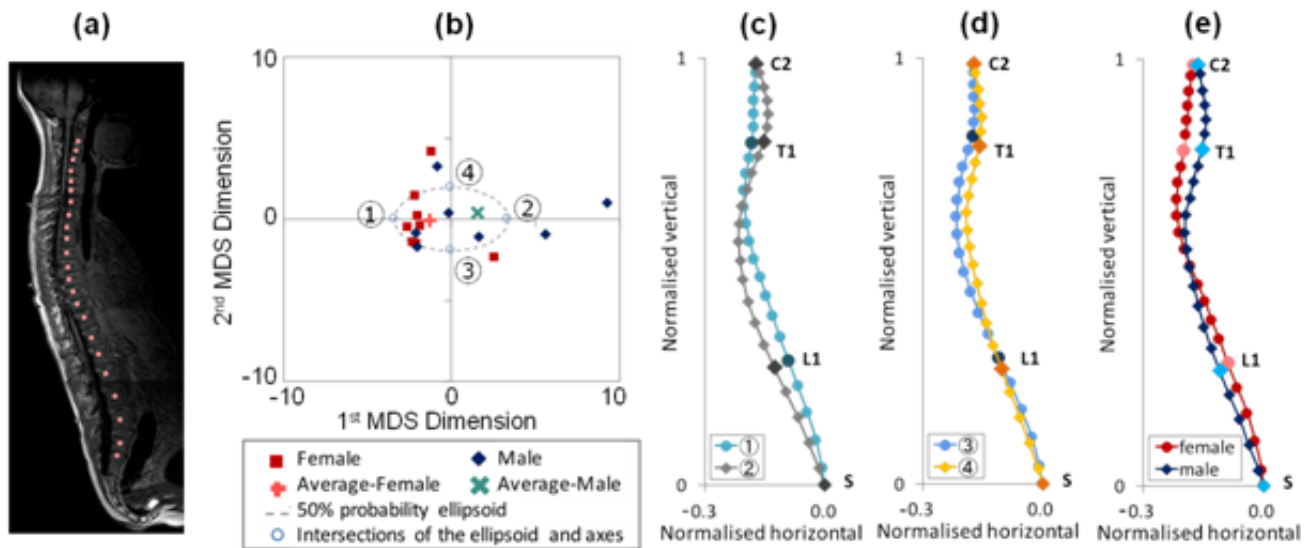 (a)
(b)
(c)
(d)
(e)
10
0
-10
2nd MDS Dimension
④
①
②
③
-10
0
10
1st MDS Dimension
Female
Male
Average-Female
Average-Male
50% probability ellipsoid
Intersections of the ellipsoid and axes
1
C2
T1
Normalised vertical
L1
①
②
S
0
-0.3
0.0
Normalised horizontal
1
C2
T1
Normalised vertical
L1
③
④
S
0
-0.3
0.0
Normalised horizontal
1
C2
T1
Normalised vertical
L1
female
male
S
0
-0.3
0.0
Normalised horizontal